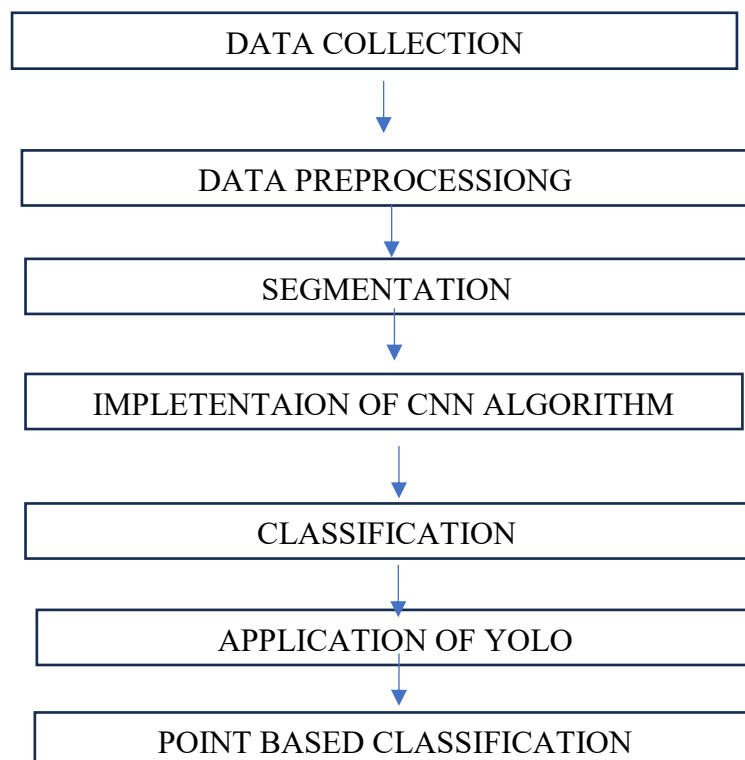 DATA COLLECTION
DATA PREPROCESSIONG
SEGMENTATION
IMPLETENTAION OF CNN ALGORITHM
CLASSIFICATION
APPLICATION OF YOLO
POINT BASED CLASSIFICATION